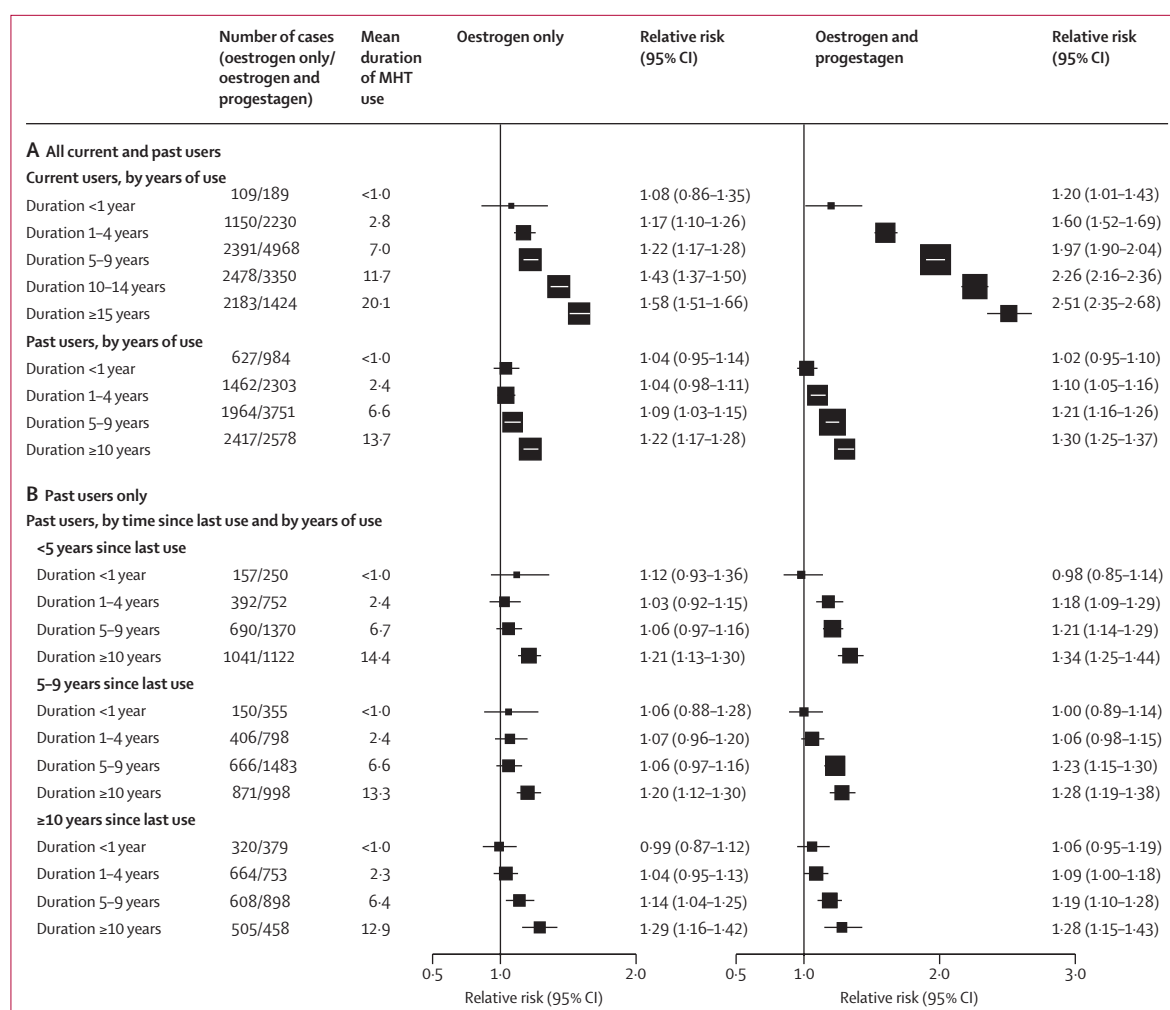 Number of cases (oestrogen only/ oestrogen and progestagen) Mean duration of MHT use Oestrogen only Relative risk (95% CI) Oestrogen and progestagen Relative risk (95% CI)
A All current and past users
Current users, by years of use
Duration <1 year 109/189 <1·0 1·08 (0·86–1·35) 1·20 (1·01–1·43)
Duration 1–4 years 1150/2230 2·8 1·17 (1·10–1·26) 1·60 (1·52–1·69)
Duration 5–9 years 2391/4968 7·0 1·22 (1·17–1·28) 1·97 (1·90–2·04)
Duration 10–14 years 2478/3350 11·7 1·43 (1·37–1·50) 2·26 (2·16–2·36)
Duration ≥15 years 2183/1424 20·1 1·58 (1·51–1·66) 2·51 (2·35–2·68)
Past users, by years of use
Duration <1 year 627/984 <1·0 1·04 (0·95–1·14) 1·02 (0·95–1·10)
Duration 1–4 years 1462/2303 2·4 1·04 (0·98–1·11) 1·10 (1·05–1·16)
Duration 5–9 years 1964/3751 6·6 1·09 (1·03–1·15) 1·21 (1·16–1·26)
Duration ≥10 years 2417/2578 13·7 1·22 (1·17–1·28) 1·30 (1·25–1·37)
B Past users only
Past users, by time since last use and by years of use
<5 years since last use
Duration <1 year 157/250 <1·0 1·12 (0·93–1·36) 0·98 (0·85–1·14)
Duration 1–4 years 392/752 2·4 1·03 (0·92–1·15) 1·18 (1·09–1·29)
Duration 5–9 years 690/1370 6·7 1·06 (0·97–1·16) 1·21 (1·14–1·29)
Duration ≥10 years 1041/1122 14·4 1·21 (1·13–1·30) 1·34 (1·25–1·44)
5–9 years since last use
Duration <1 year 150/355 <1·0 1·06 (0·88–1·28) 1·00 (0·89–1·14)
Duration 1–4 years 406/798 2·4 1·07 (0·96–1·20) 1·06 (0·98–1·15)
Duration 5–9 years 666/1483 6·6 1·06 (0·97–1·16) 1·23 (1·15–1·30)
Duration ≥10 years 871/998 13·3 1·20 (1·12–1·30) 1·28 (1·19–1·38)
≥10 years since last use
Duration <1 year 320/379 <1·0 0·99 (0·87–1·12) 1·06 (0·95–1·19)
Duration 1–4 years 664/753 2·3 1·04 (0·95–1·13) 1·09 (1·00–1·18)
Duration 5–9 years 608/898 6·4 1·14 (1·04–1·25) 1·19 (1·10–1·28)
Duration ≥10 years 505/458 12·9 1·29 (1·16–1·42) 1·28 (1·15–1·43)
0·5 1·0 2·0 0·5 1·0 2·0 3·0
Relative risk (95% CI) Relative risk (95% CI)